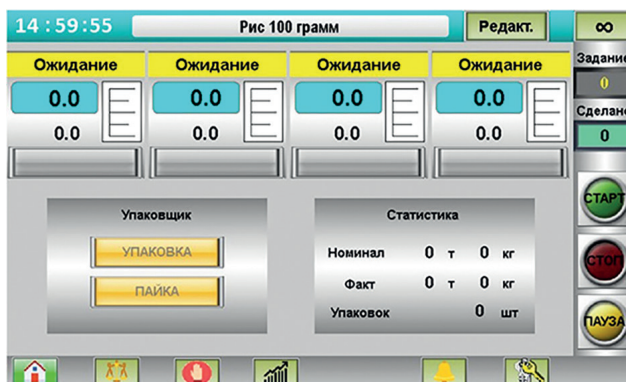 14:59:55 Рис 100 грамм Редакт. ∞
Ожидание Ожидание Ожидание Ожидание Задание
0
0.0 0.0 0.0 0.0
Сделано
0.0 0.0 0.0 0.0 0
СТАРТ
Упаковщик Статистика
УПАКОВКА Номинал 0 т 0 кг
СТОП
ПАЙКА Факт 0 т 0 кг
Упаковок 0 шт
ПАУЗА